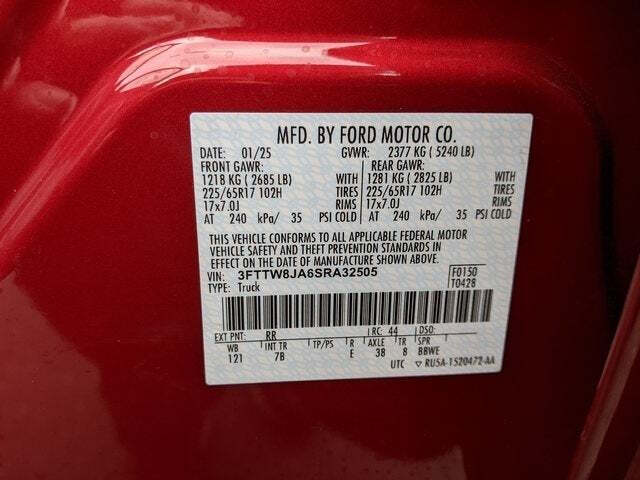 MFD. BY FORD MOTOR CO.
DATE: 01/25 GVWR: 2377 KG ( 5240 LB)
FRONT GAWR: REAR GAWR:
1218 KG ( 2685 LB) WITH 1281 KG ( 2825 LB) WITH
225/65R17 102H TIRES 225/65R17 102H TIRES
17x7.0J RIMS 17x7.0J RIMS
AT 240 kPa/ 35 PSI COLD AT 240 kPa/ 35 PSI COLD
THIS VEHICLE CONFORMS TO ALL APPLICABLE FEDERAL MOTOR
VEHICLE SAFETY AND THEFT PREVENTION STANDARDS IN
EFFECT ON THE DATE OF MANUFACTURE SHOWN ABOVE.
VIN: 3FTTW8JA6SRA32505 F0150
TYPE: Truck T0428
EXT PNT: RR RC: 44 DSO:
WB INT TR TP/PS R AXLE TR SPR
121 7B E 38 8 BBWE
UTC ▽ RU5A-1520472-AA